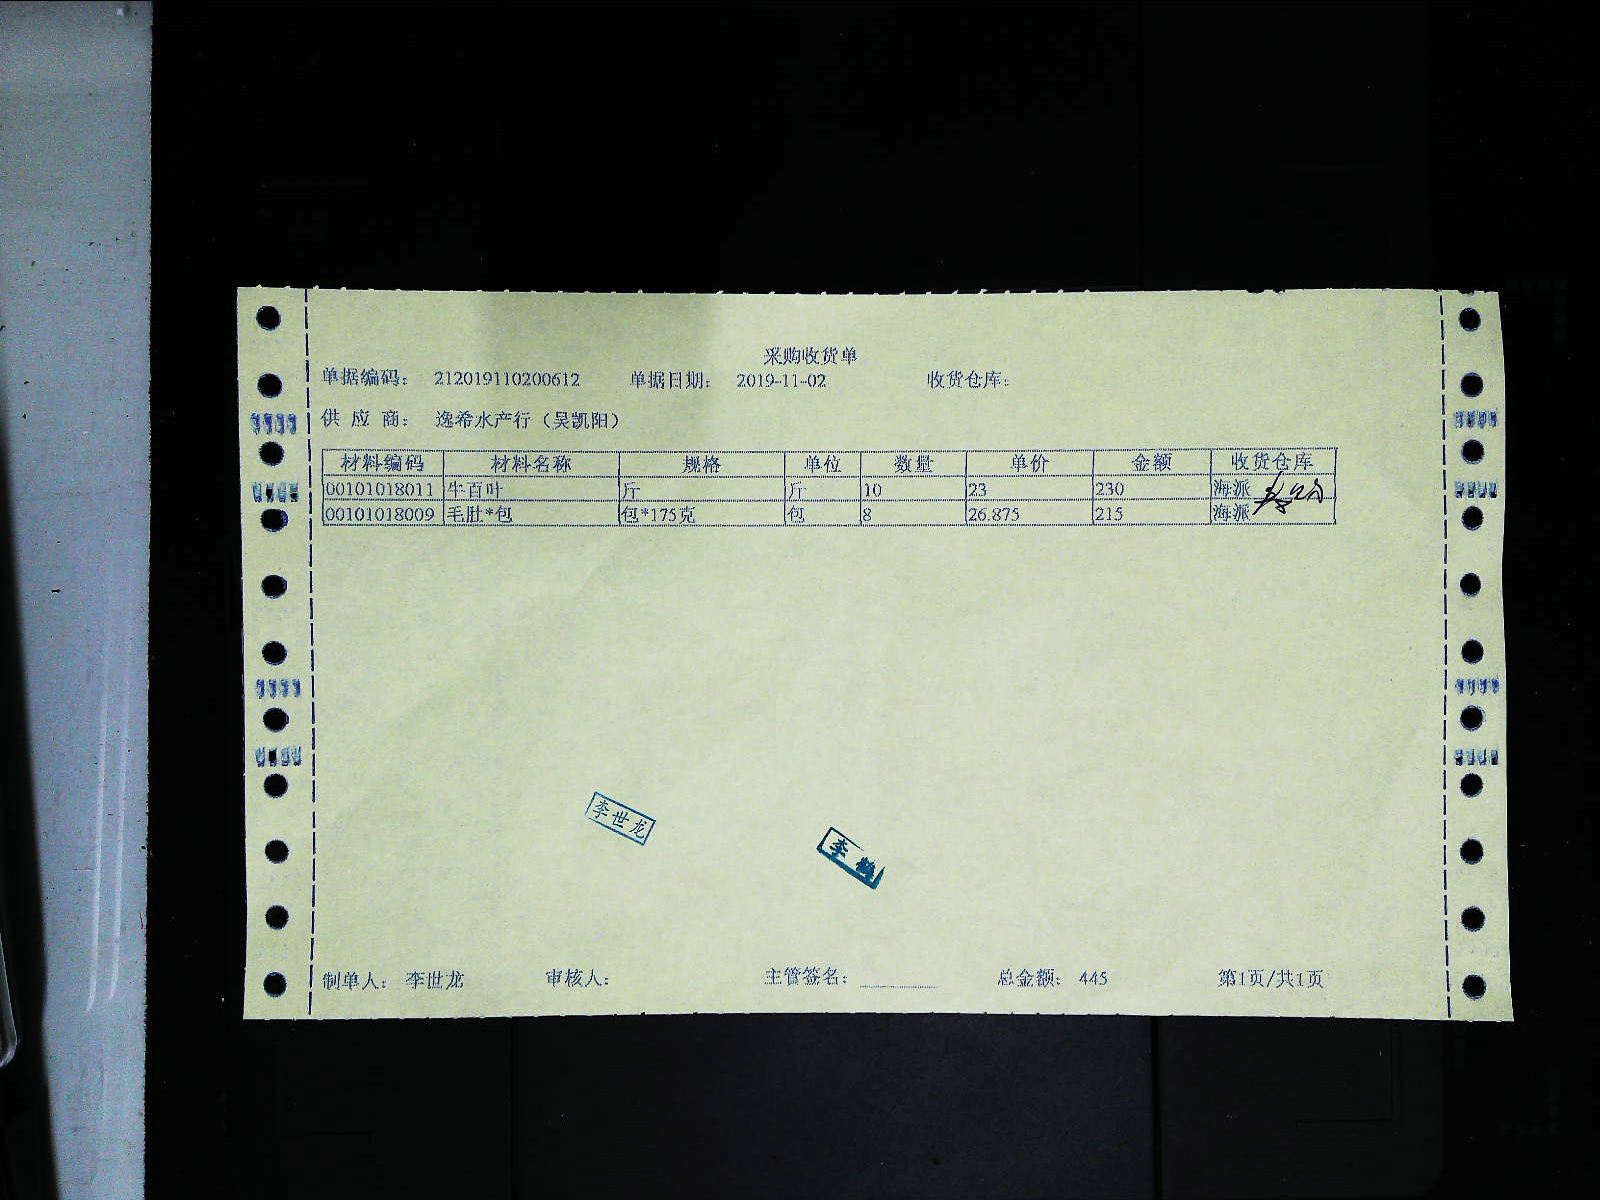 采购收货单
单据编码： 212019110200612 单据日期： 2019-11-02 收货仓库：
供 应 商： 逸希水产行（吴凯阳）
材料编码 材料名称 规格 单位 数量 单价 金额 收货仓库
00101018011 牛百叶 斤 斤 10 23 230 海派
00101018009 毛肚*包 包*175克 包 8 26.875 215 海派
李世龙
李
制单人： 李世龙 审核人： 主管签名： 总金额： 445 第1页/共1页